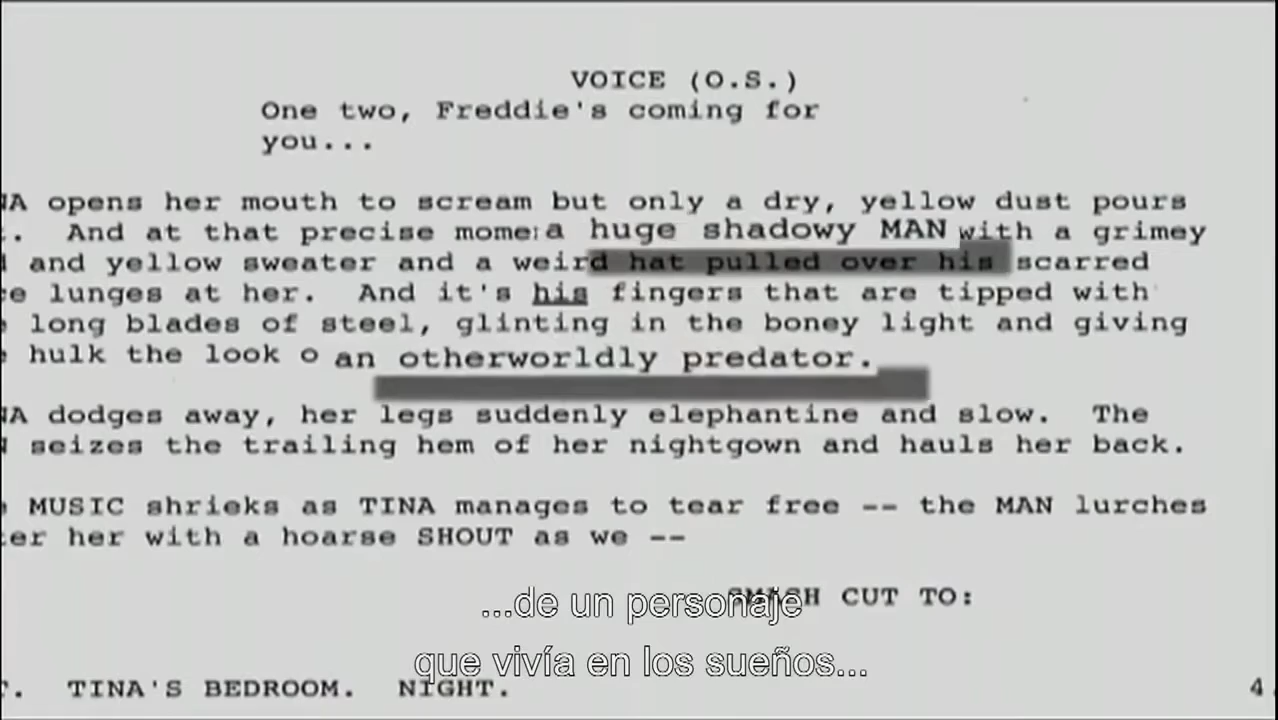 VOICE (O.S.)
One two, Freddie's coming for
you...
NA opens her mouth to scream but only a dry, yellow dust pours
. And at that precise mome a huge shadowy MAN with a grimey
and yellow sweater and a weird hat pulled over his scarred
e lunges at her. And it's his fingers that are tipped with
long blades of steel, glinting in the boney light and giving
hulk the look o an otherworldly predator.
NA dodges away, her legs suddenly elephantine and slow. The
seizes the trailing hem of her nightgown and hauls her back.
MUSIC shrieks as TINA manages to tear free -- the MAN lurches
ter her with a hoarse SHOUT as we --
SMASH CUT TO:
...de un personaje
que vivía en los sueños...
T. TINA'S BEDROOM. NIGHT. 4